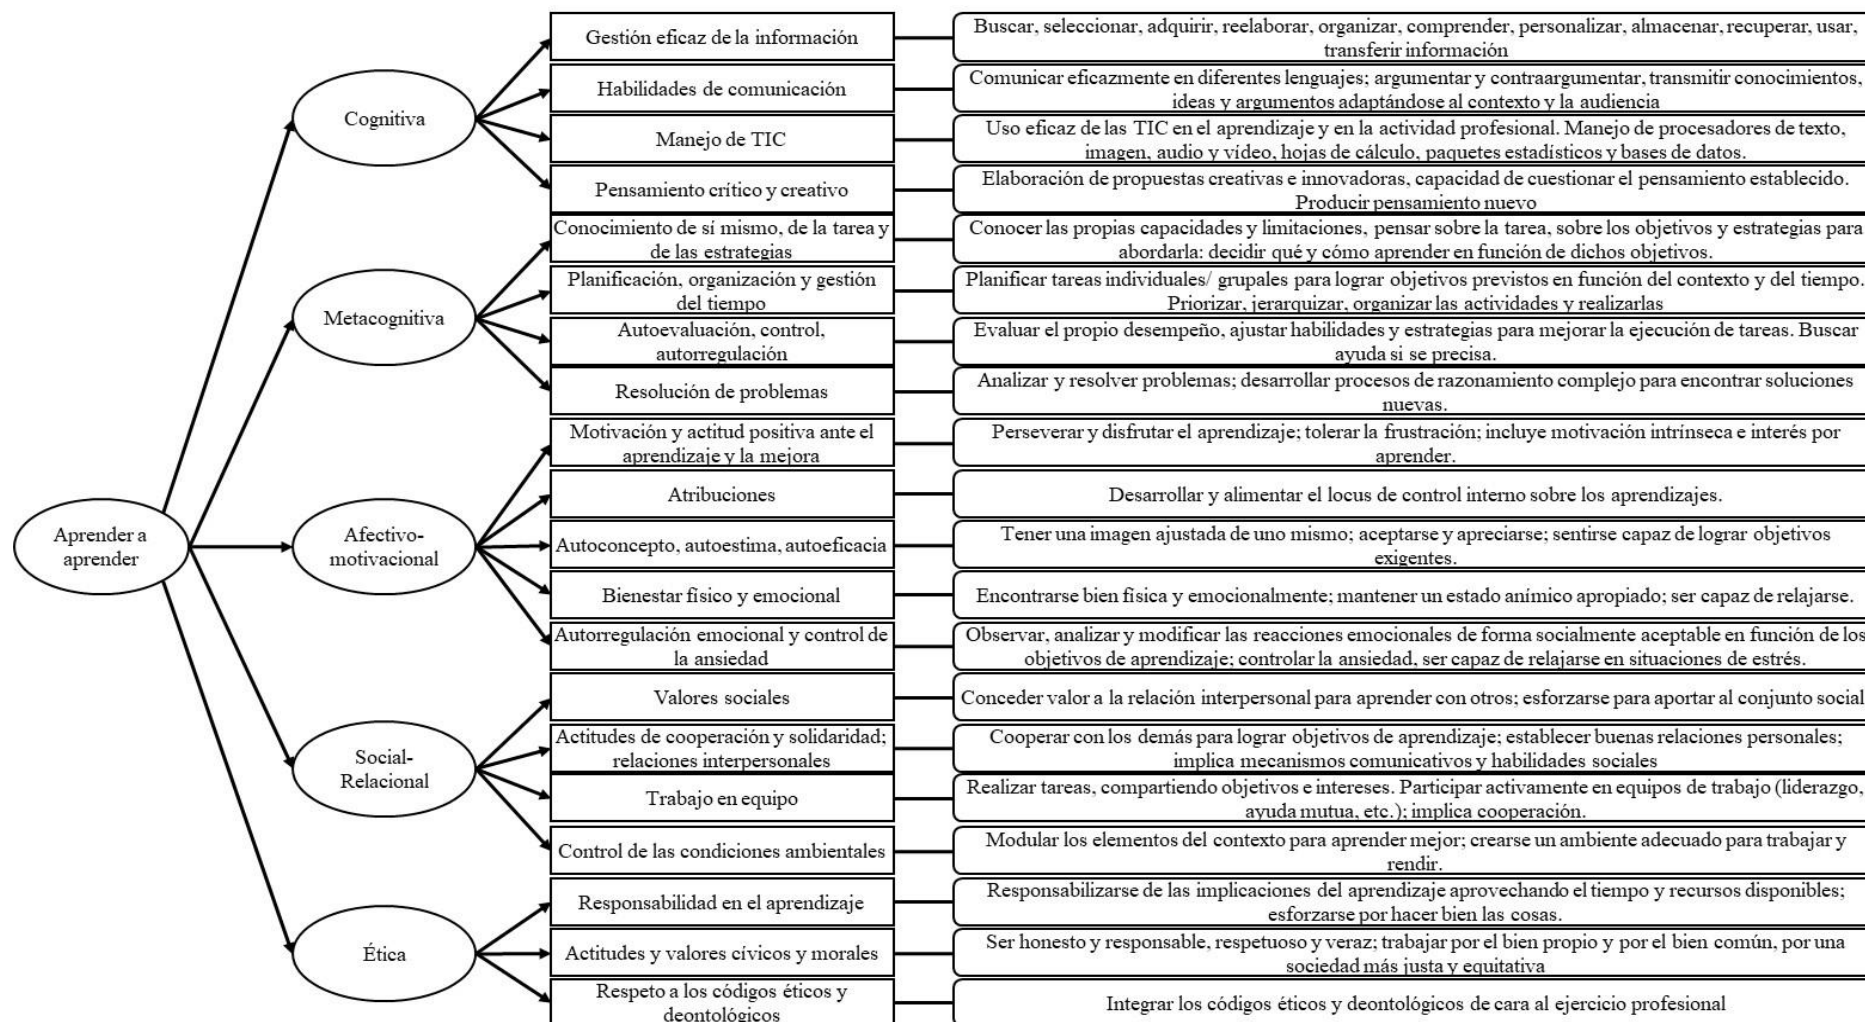 Aprender a
aprender
Cognitiva
Gestión eficaz de la información
Buscar, seleccionar, adquirir, reelaborar, organizar, comprender, personalizar, almacenar, recuperar, usar,
transferir información
Habilidades de comunicación
Comunicar eficazmente en diferentes lenguajes; argumentar y contraargumentar, transmitir conocimientos,
ideas y argumentos adaptándose al contexto y la audiencia
Manejo de TIC
Uso eficaz de las TIC en el aprendizaje y en la actividad profesional. Manejo de procesadores de texto,
imagen, audio y vídeo, hojas de cálculo, paquetes estadísticos y bases de datos.
Pensamiento crítico y creativo
Elaboración de propuestas creativas e innovadoras, capacidad de cuestionar el pensamiento establecido.
Producir pensamiento nuevo
Metacognitiva
Conocimiento de sí mismo, de la tarea y
de las estrategias
Conocer las propias capacidades y limitaciones, pensar sobre la tarea, sobre los objetivos y estrategias para
abordarla: decidir qué y cómo aprender en función de dichos objetivos.
Planificación, organización y gestión
del tiempo
Planificar tareas individuales/ grupales para lograr objetivos previstos en función del contexto y del tiempo.
Priorizar, jerarquizar, organizar las actividades y realizarlas
Autoevaluación, control,
autorregulación
Evaluar el propio desempeño, ajustar habilidades y estrategias para mejorar la ejecución de tareas. Buscar
ayuda si se precisa.
Resolución de problemas
Analizar y resolver problemas; desarrollar procesos de razonamiento complejo para encontrar soluciones
nuevas.
Afectivo-
motivacional
Motivación y actitud positiva ante el
aprendizaje y la mejora
Perseverar y disfrutar el aprendizaje; tolerar la frustración; incluye motivación intrínseca e interés por
aprender.
Atribuciones
Desarrollar y alimentar el locus de control interno sobre los aprendizajes.
Autoconcepto, autoestima, autoeficacia
Tener una imagen ajustada de uno mismo; aceptarse y apreciarse; sentirse capaz de lograr objetivos
exigentes.
Bienestar físico y emocional
Encontrarse bien física y emocionalmente; mantener un estado anímico apropiado; ser capaz de relajarse.
Autorregulación emocional y control de
la ansiedad
Observar, analizar y modificar las reacciones emocionales de forma socialmente aceptable en función de los
objetivos de aprendizaje; controlar la ansiedad, ser capaz de relajarse en situaciones de estrés.
Social-
Relacional
Valores sociales
Conceder valor a la relación interpersonal para aprender con otros; esforzarse para aportar al conjunto social
Actitudes de cooperación y solidaridad;
relaciones interpersonales
Cooperar con los demás para lograr objetivos de aprendizaje; establecer buenas relaciones personales;
implica mecanismos comunicativos y habilidades sociales
Trabajo en equipo
Realizar tareas, compartiendo objetivos e intereses. Participar activamente en equipos de trabajo (liderazgo,
ayuda mutua, etc.); implica cooperación.
Control de las condiciones ambientales
Modular los elementos del contexto para aprender mejor; crearse un ambiente adecuado para trabajar y
rendir.
Ética
Responsabilidad en el aprendizaje
Responsabilizarse de las implicaciones del aprendizaje aprovechando el tiempo y recursos disponibles;
esforzarse por hacer bien las cosas.
Actitudes y valores cívicos y morales
Ser honesto y responsable, respetuoso y veraz; trabajar por el bien propio y por el bien común, por una
sociedad más justa y equitativa
Respeto a los códigos éticos y
deontológicos
Integrar los códigos éticos y deontológicos de cara al ejercicio profesional